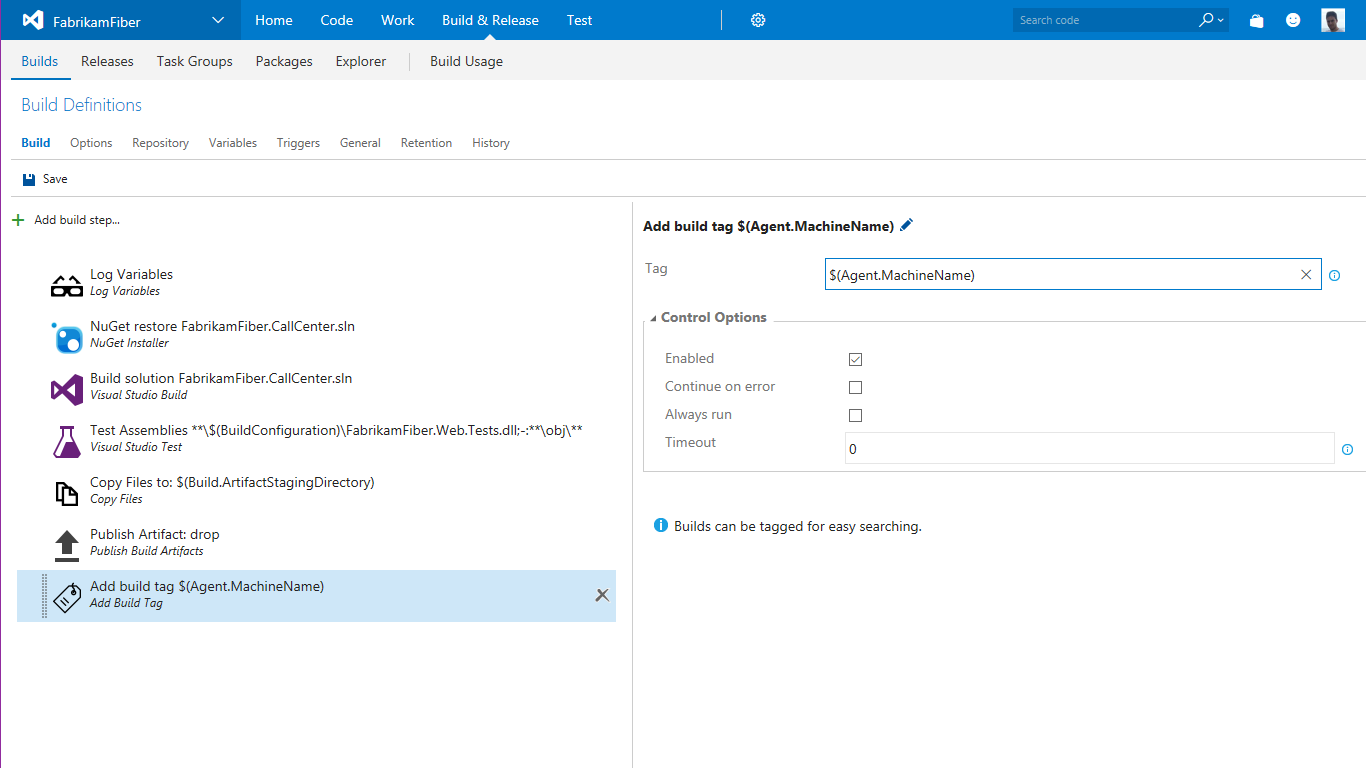 FabrikamFiber Home Code Work Build & Release Test Search code
Builds Releases Task Groups Packages Explorer Build Usage
Build Definitions
Build Options Repository Variables Triggers General Retention History
Save
Add build step...
Log Variables
Log Variables
NuGet restore FabrikamFiber.CallCenter.sln
NuGet Installer
Build solution FabrikamFiber.CallCenter.sln
Visual Studio Build
Test Assemblies **\$(BuildConfiguration)\FabrikamFiber.Web.Tests.dll;-:**\obj\**
Visual Studio Test
Copy Files to: $(Build.ArtifactStagingDirectory)
Copy Files
Publish Artifact: drop
Publish Build Artifacts
Add build tag $(Agent.MachineName)
Add Build Tag
Add build tag $(Agent.MachineName)
Tag $(Agent.MachineName)
Control Options
Enabled
Continue on error
Always run
Timeout 0
Builds can be tagged for easy searching.